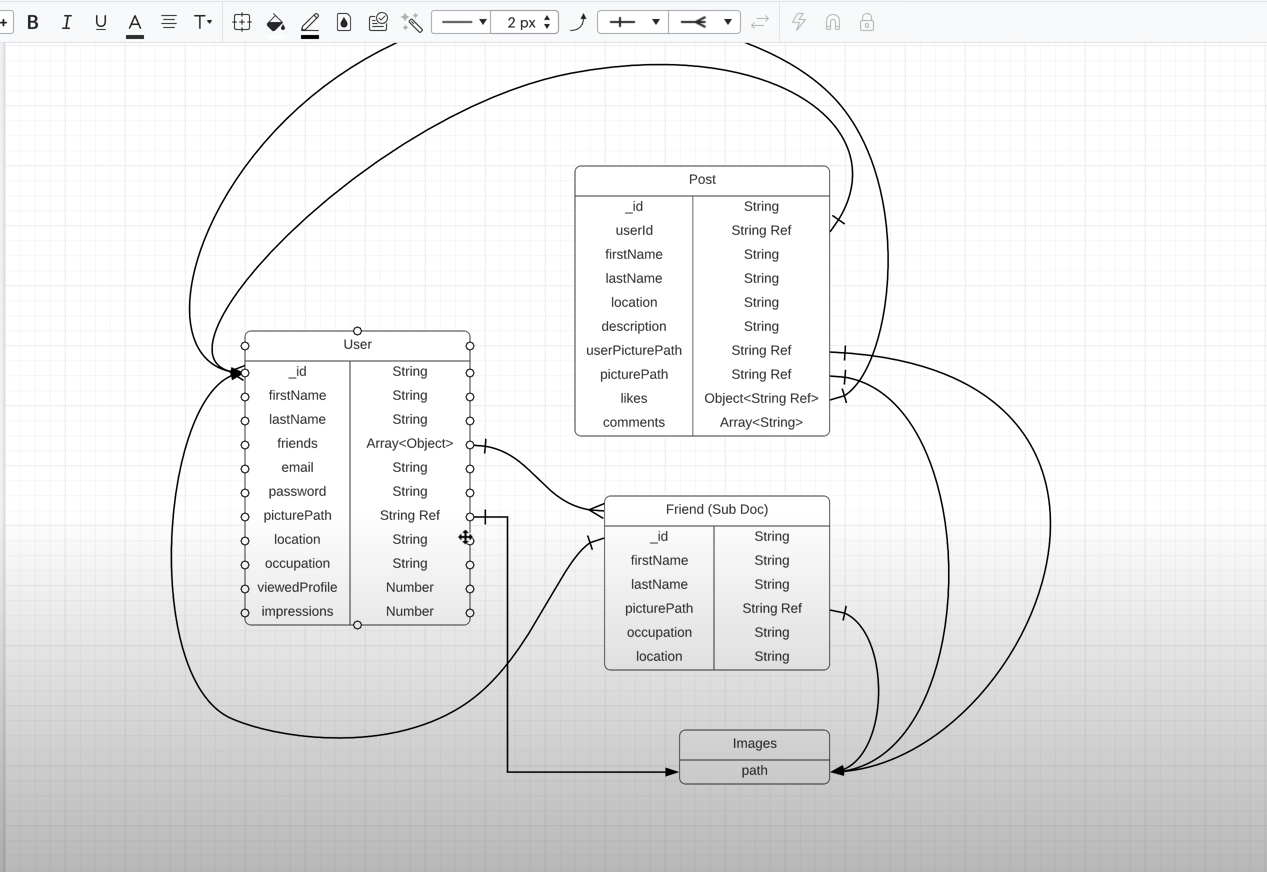 B I U A T
2 px
Post
_id String
userId String Ref
firstName String
lastName String
location String
description String
userPicturePath String Ref
picturePath String Ref
likes Object<String Ref>
comments Array<String>
User
_id String
firstName String
lastName String
friends Array<Object>
email String
password String
picturePath String Ref
location String
occupation String
viewedProfile Number
impressions Number
Friend (Sub Doc)
_id String
firstName String
lastName String
picturePath String Ref
occupation String
location String
Images
path